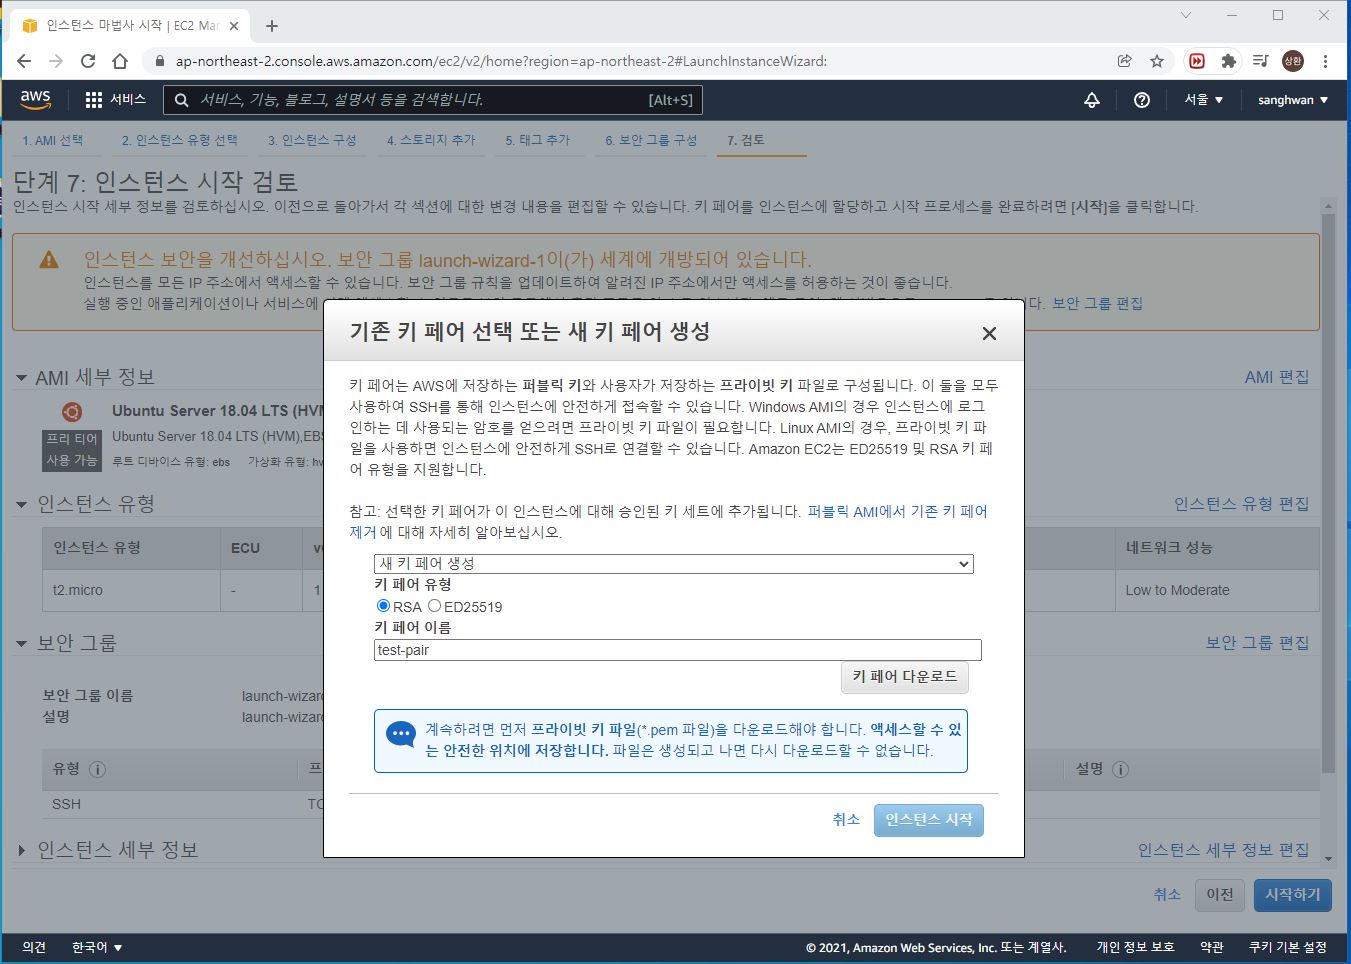 인스턴스 마법사 시작 | EC2 Mar
ap-northeast-2.console.aws.amazon.com/ec2/v2/home?region=ap-northeast-2#LaunchInstanceWizard:
상환
aws 서비스 서비스, 기능, 블로그, 설명서 등을 검색합니다. [Alt+S] 서울 ▼ sanghwan ▼
1. AMI 선택 2. 인스턴스 유형 선택 3. 인스턴스 구성 4. 스토리지 추가 5. 태그 추가 6. 보안 그룹 구성 7. 검토
단계 7: 인스턴스 시작 검토
인스턴스 시작 세부 정보를 검토하십시오. 이전으로 돌아가서 각 섹션에 대한 변경 내용을 편집할 수 있습니다. 키 페어를 인스턴스에 할당하고 시작 프로세스를 완료하려면 [시작]을 클릭합니다.
인스턴스 보안을 개선하십시오. 보안 그룹 launch-wizard-1이(가) 세계에 개방되어 있습니다.
인스턴스를 모든 IP 주소에서 액세스할 수 있습니다. 보안 그룹 규칙을 업데이트하여 알려진 IP 주소에서만 액세스를 허용하는 것이 좋습니다.
실행 중인 애플리케이션이나 서비스에 보안 그룹 편집
기존 키 페어 선택 또는 새 키 페어 생성
키 페어는 AWS에 저장하는 퍼블릭 키와 사용자가 저장하는 프라이빗 키 파일로 구성됩니다. 이 둘을 모두
사용하여 SSH를 통해 인스턴스에 안전하게 접속할 수 있습니다. Windows AMI의 경우 인스턴스에 로그
인하는 데 사용되는 암호를 얻으려면 프라이빗 키 파일이 필요합니다. Linux AMI의 경우, 프라이빗 키 파
일을 사용하면 인스턴스에 안전하게 SSH로 연결할 수 있습니다. Amazon EC2는 ED25519 및 RSA 키 페
어 유형을 지원합니다.
참고: 선택한 키 페어가 이 인스턴스에 대해 승인된 키 세트에 추가됩니다. 퍼블릭 AMI에서 기존 키 페어
제거에 대해 자세히 알아보십시오.
새 키 페어 생성
키 페어 유형
RSA ED25519
키 페어 이름
test-pair
키 페어 다운로드
계속하려면 먼저 프라이빗 키 파일(*.pem 파일)을 다운로드해야 합니다. 액세스할 수 있
는 안전한 위치에 저장합니다. 파일은 생성되고 나면 다시 다운로드할 수 없습니다.
취소 인스턴스 시작
AMI 세부 정보 AMI 편집
Ubuntu Server 18.04 LTS (HVM
프리 티어
사용 가능
Ubuntu Server 18.04 LTS (HVM),EBS
루트 디바이스 유형: ebs 가상화 유형: hv
인스턴스 유형 인스턴스 유형 편집
인스턴스 유형 ECU 네트워크 성능
t2.micro - 1 Low to Moderate
보안 그룹 보안 그룹 편집
보안 그룹 이름 launch-wizard
설명 launch-wizard
유형 프 설명
SSH TC
인스턴스 세부 정보 인스턴스 세부 정보 편집
취소 이전 시작하기
의견 한국어 ▼ © 2021, Amazon Web Services, Inc. 또는 계열사. 개인 정보 보호 약관 쿠키 기본 설정